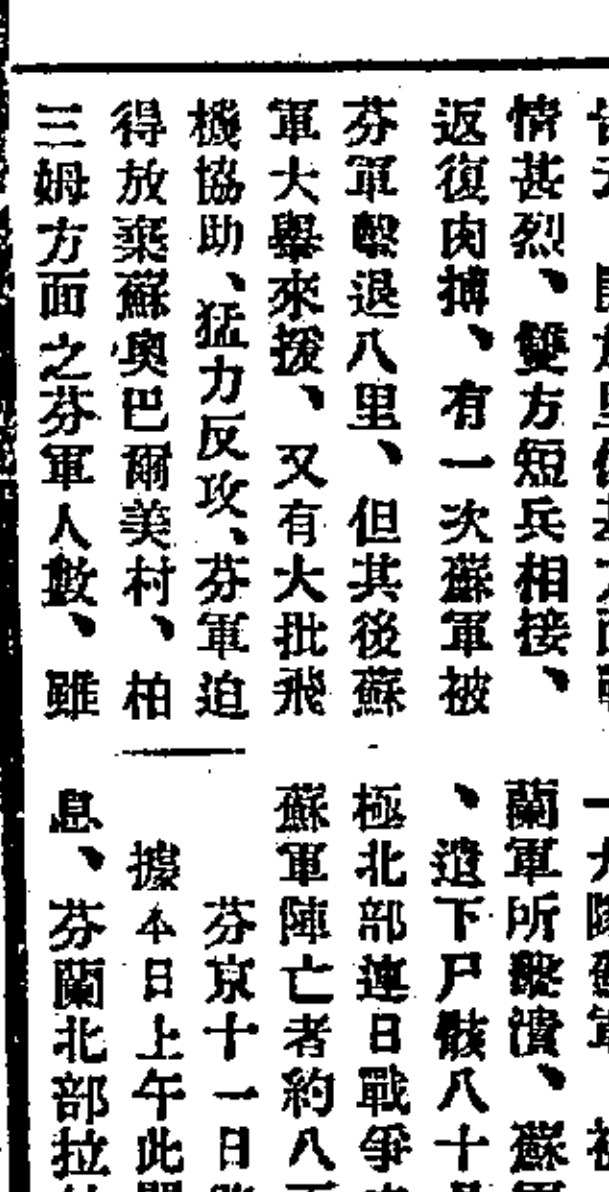 情甚烈、雙方短兵相接、
返復肉搏、有一次蘇軍被
芬軍擊退八里、但其後蘇
軍大舉來援、又有大批飛
機協助、猛力反攻、芬軍迫
得放棄蘇奧巴爾美村、柏
三姆方面之芬軍人數、雖
蘭軍所擊潰、蘇軍
、遺下尸骸八十
極北部連日戰爭
蘇軍陣亡者約八
芬京十一日
據本日上午此
息、芬蘭北部拉